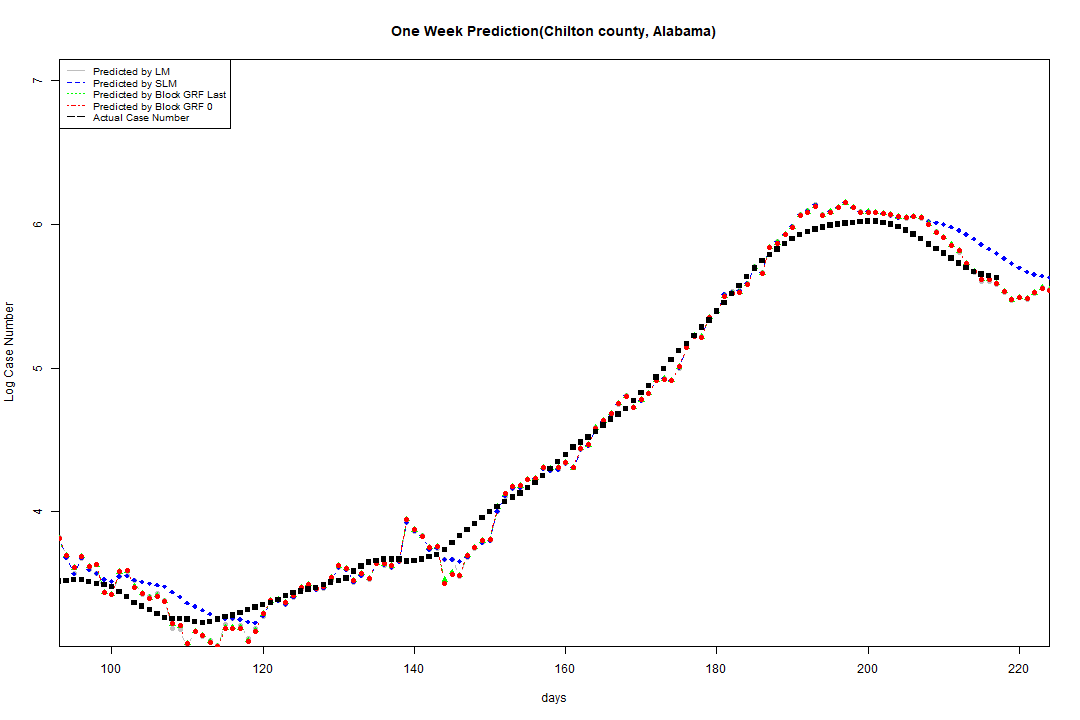 One Week Prediction(Chilton county, Alabama)
Predicted by LM
Predicted by SLM
Predicted by Block GRF Last
Predicted by Block GRF 0
Actual Case Number
7
6
5
4
Log Case Number
100 120 140 160 180 200 220
days